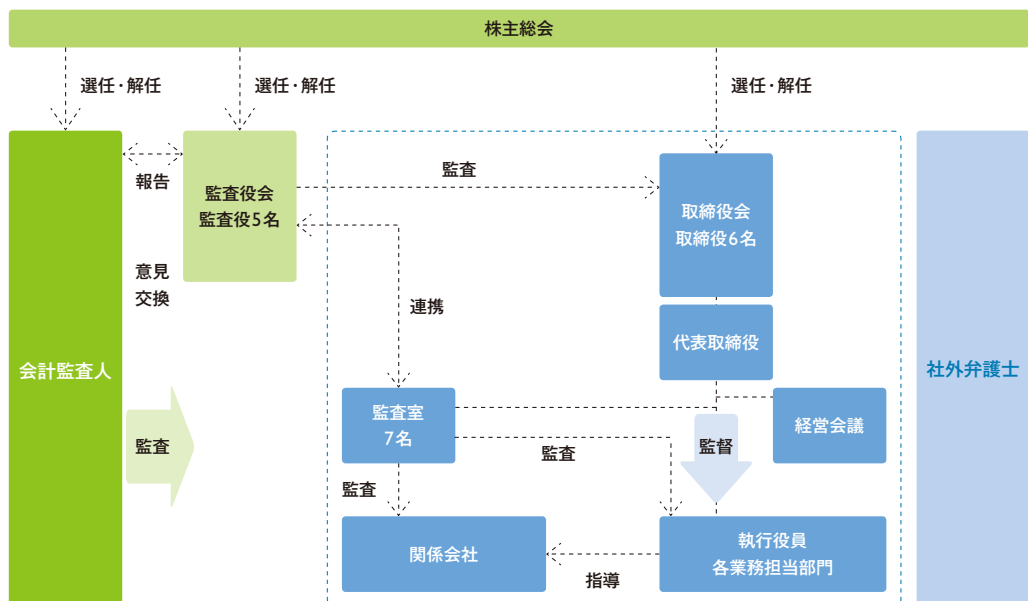 株主総会
選任・解任
選任・解任
選任・解任
報告
監査役会
監査役5名
監査
取締役会
取締役6名
意見
交換
連携
代表取締役
会計監査人
社外弁護士
監査室
7名
経営会議
監査
監査
監督
監査
関係会社
執行役員
各業務担当部門
指導